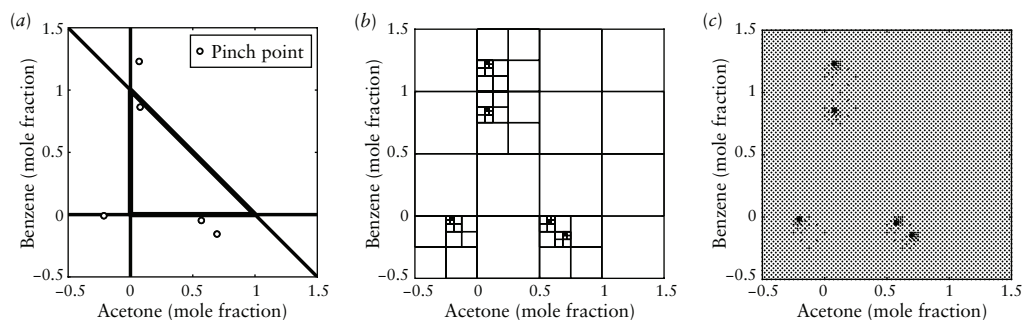 (a)
Pinch point
Benzene (mole fraction)
1.5
1
0.5
0
−0.5
−0.5 0 0.5 1 1.5
Acetone (mole fraction)
(b)
Benzene (mole fraction)
1.5
1
0.5
0
−0.5
−0.5 0 0.5 1 1.5
Acetone (mole fraction)
(c)
Benzene (mole fraction)
1.5
1
0.5
0
−0.5
−0.5 0 0.5 1 1.5
Acetone (mole fraction)